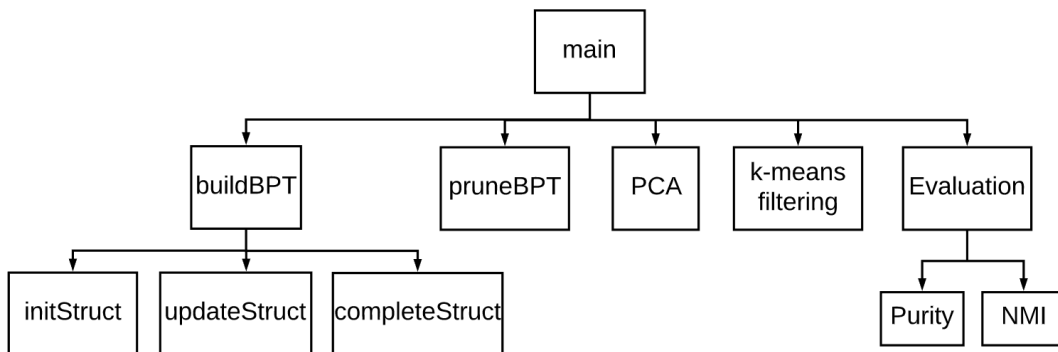 main
buildBPT
pruneBPT
PCA
k-means
filtering
Evaluation
initStruct
updateStruct
completeStruct
Purity
NMI